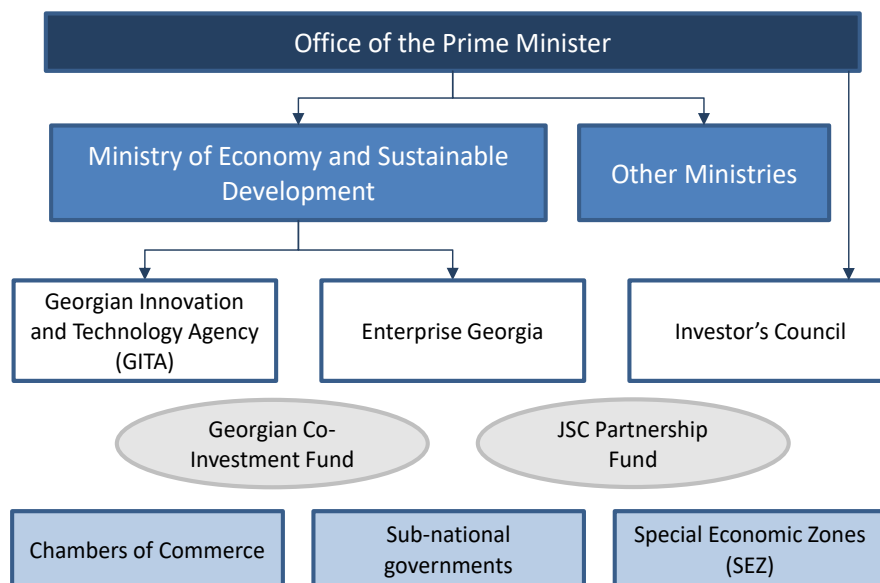 Office of the Prime Minister
Ministry of Economy and Sustainable
Development
Other Ministries
Georgian Innovation
and Technology Agency
(GITA)
Enterprise Georgia
Investor's Council
Georgian Co-
Investment Fund
JSC Partnership
Fund
Chambers of Commerce
Sub-national
governments
Special Economic Zones
(SEZ)